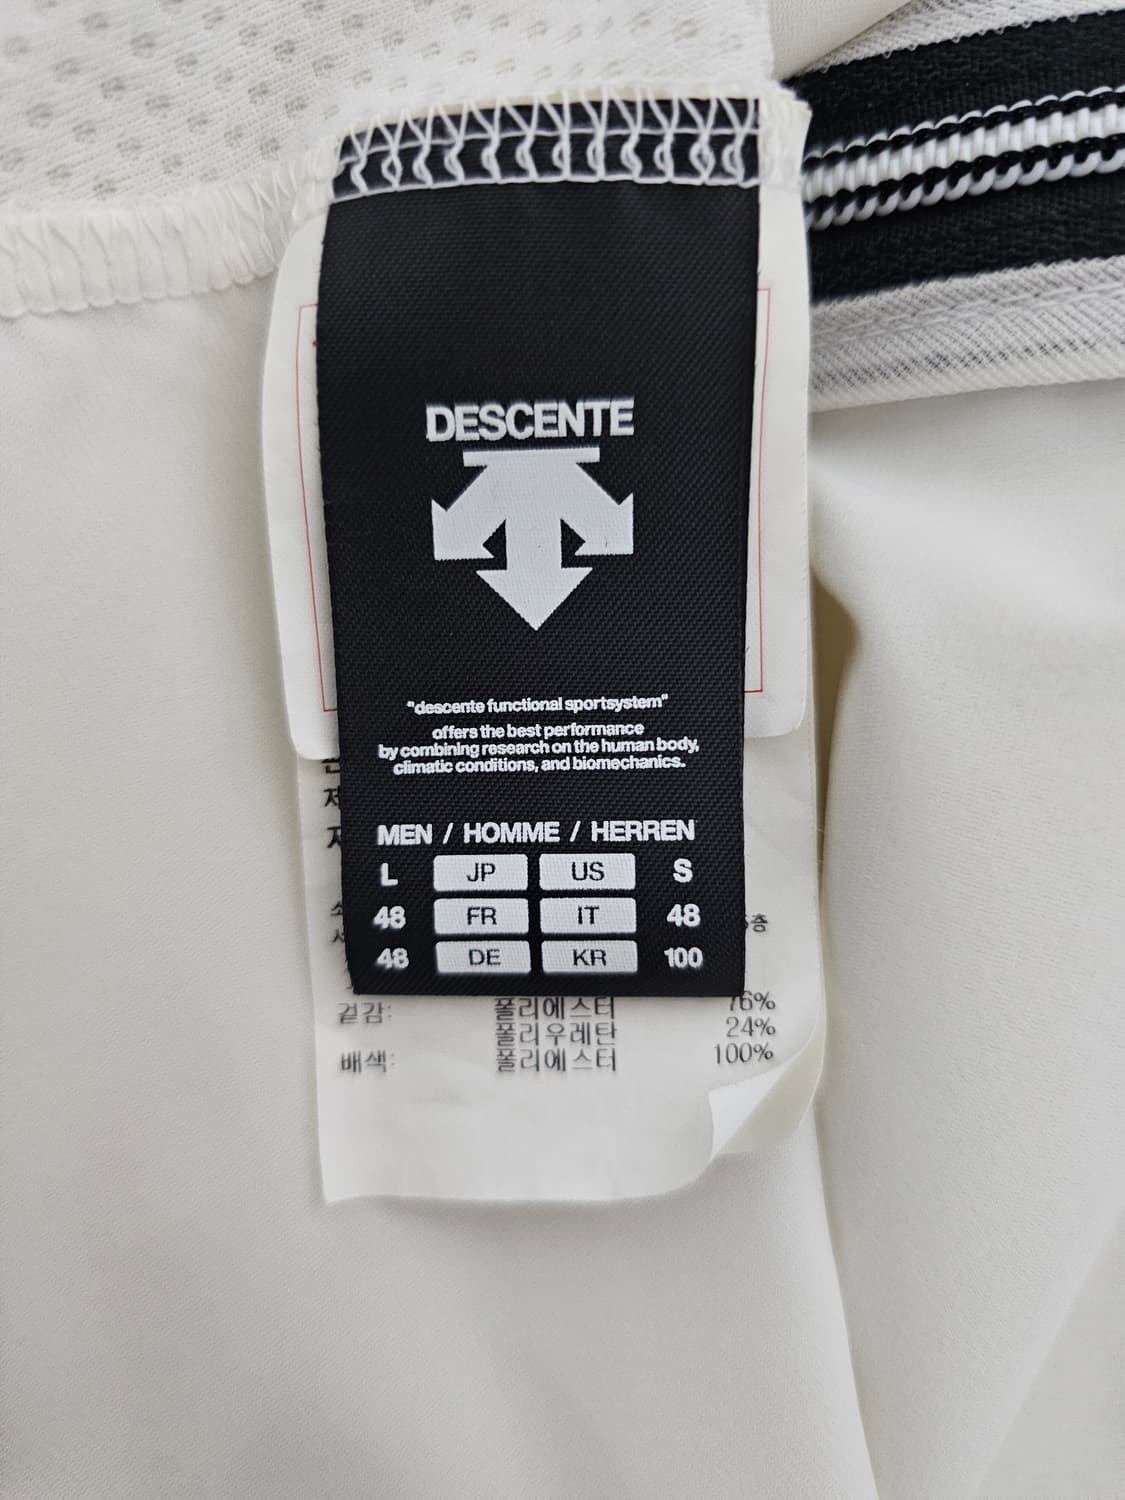 DESCENTE
"descente functional sportsystem"
offers the best performance
by combining research on the human body,
climatic conditions, and biomechanics.
MEN / HOMME / HERREN
L JP US S
48 FR IT 48
48 DE KR 100
겉감: 폴리에스터 76%
폴리우레탄 24%
배색: 폴리에스터 100%